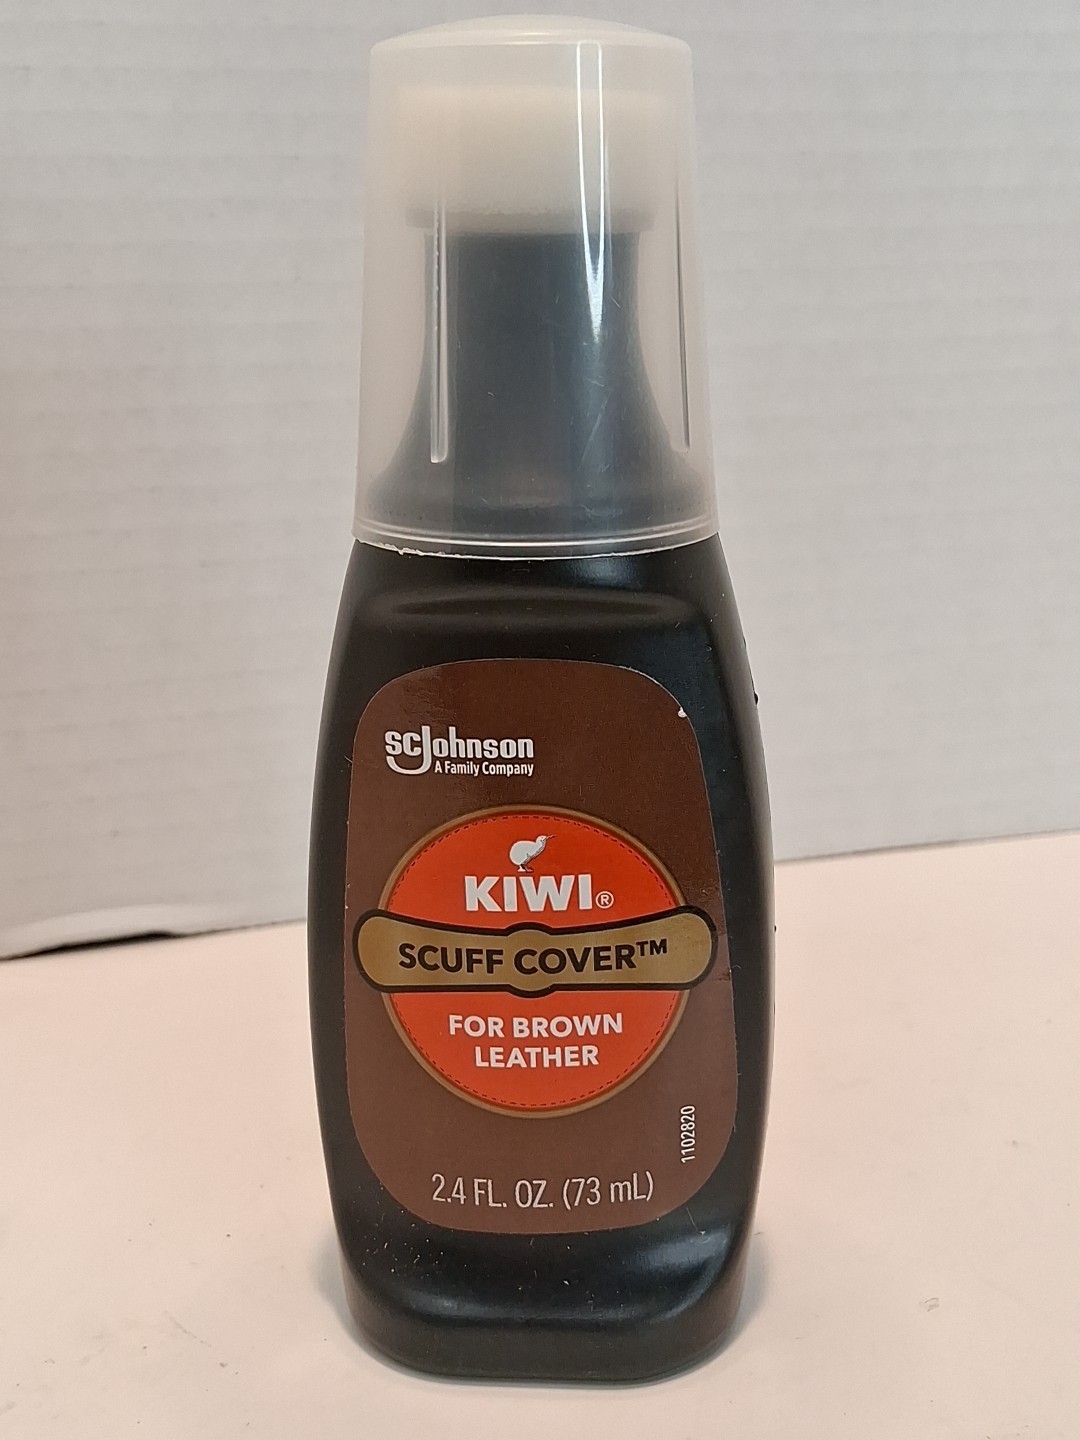 SCJohnson
A Family Company
KIWI®
SCUFF COVER™
FOR BROWN
LEATHER
1102820
2.4 FL. OZ. (73 mL)